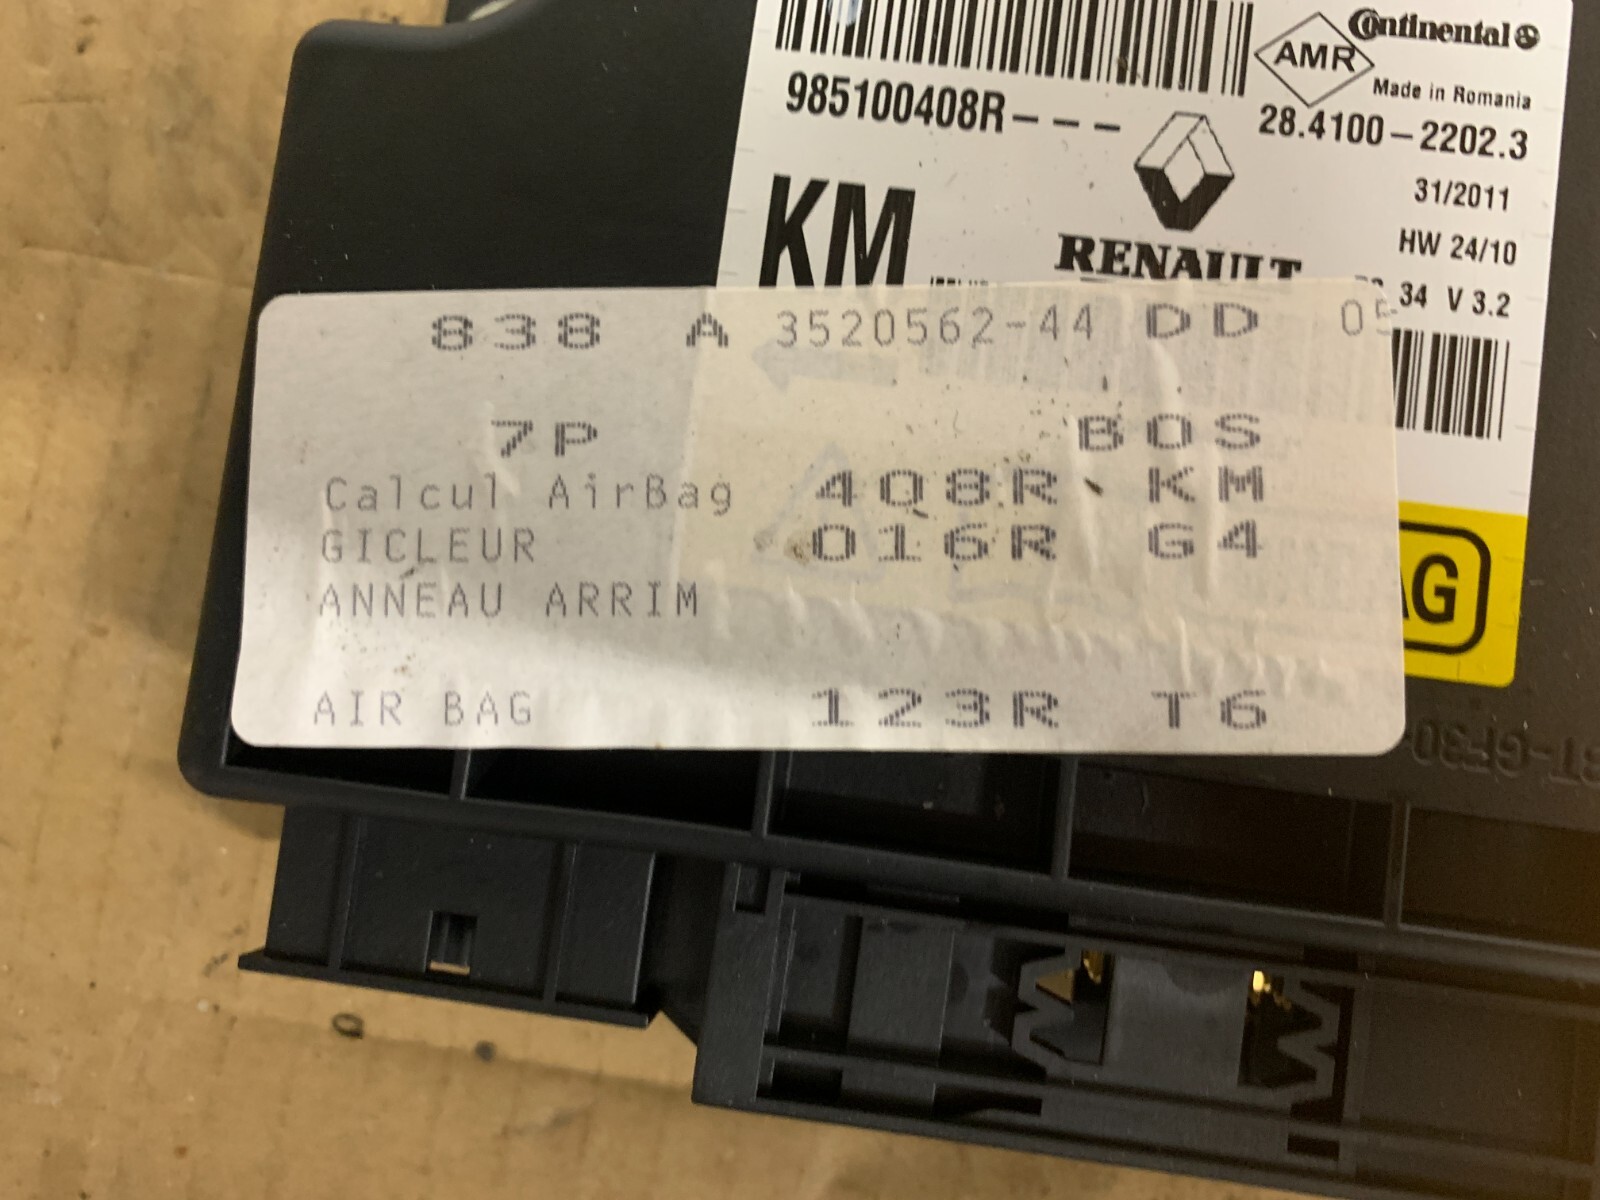 Continental
AMR
Made in Romania
985100408R---
28.4100-2202.3
31/2011
KM
RENAULT
HW 24/10
34 V 3.2
838 A 3520562-44 DD 05
7P BOS
Calcul AirBag 408R KM
GICLEUR 016R G4
ANNEAU ARRIM
AG
AIR BAG 123R T6